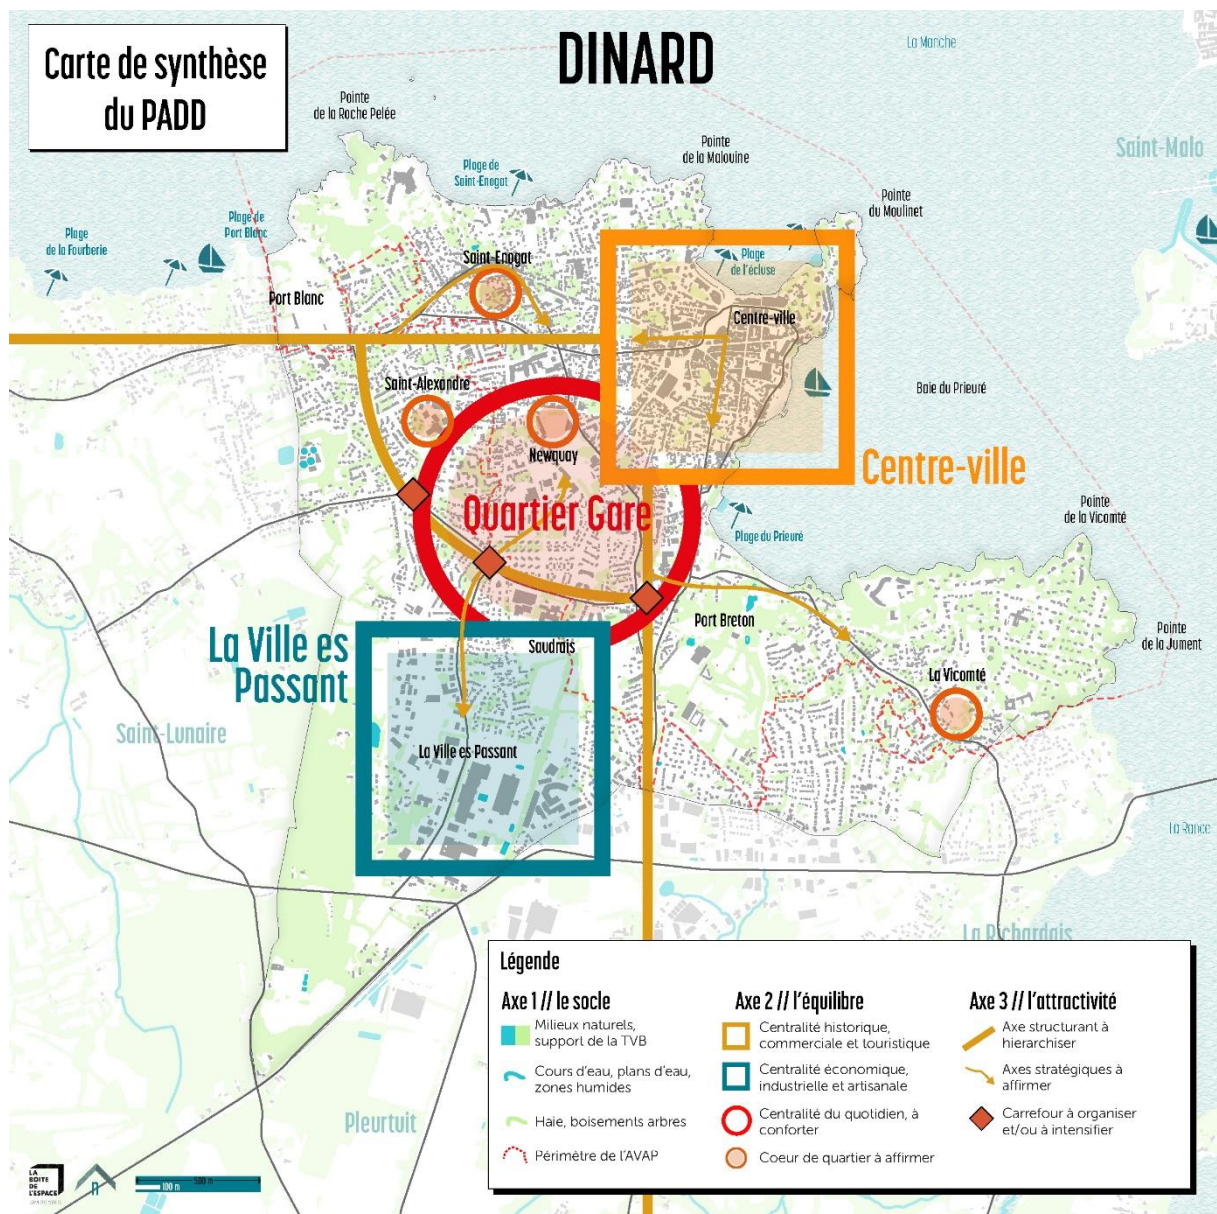 Carte de synthèse
du PADD
DINARD
La Manche
Pointe
de la Roche Pelée
Pointe
de la Malouine
Saint-Malo
Plage de
Saint-Enogat
Pointe
du Moulinet
Plage de
Port Blanc
Plage
de la Fourberie
Saint-Enogat
Plage
de l'écluse
Port Blanc
Centre-ville
Saint-Alexandre
Baie du Prieuré
Newquay
Centre-ville
Quartier Gare
Pointe
de la Vicomté
Plage du Prieuré
Port Breton
Pointe
de la Jument
La Ville es
Passant
Saudrais
La Vicomté
Saint-Lunaire
La Ville es Passant
La Rance
La Richardais
Légende
Axe 1 // le socle
Milieux naturels,
support de la TVB
Cours d'eau, plans d'eau,
zones humides
Haie, boisements arbres
Périmètre de l'AVAP
Axe 2 // l'équilibre
Centralité historique,
commerciale et touristique
Centralité économique,
industrielle et artisanale
Centralité du quotidien, à
conforter
Coeur de quartier à affirmer
Axe 3 // l'attractivité
Axe structurant à
hierarchiser
Axes stratégiques à
affirmer
Carrefour à organiser
et/ou à intensifier
Pleurtuit
LA
BOITE
DE
L'ESPACE
n
500 m
100 m